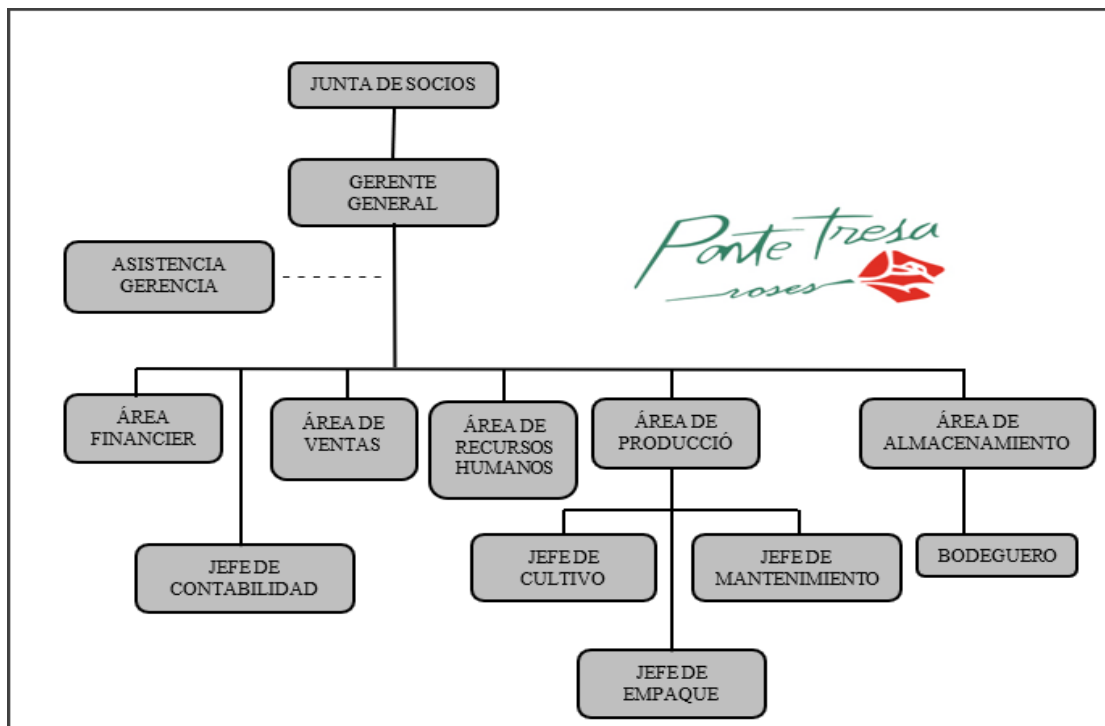 JUNTA DE SOCIOS
GERENTE
GENERAL
Ponte Tresa
roses
ASISTENCIA
GERENCIA
ÁREA
FINANCIER
ÁREA DE
VENTAS
ÁREA DE
RECURSOS
HUMANOS
ÁREA DE
PRODUCCIÓ
ÁREA DE
ALMACENAMIENTO
JEFE DE
CONTABILIDAD
JEFE DE
CULTIVO
JEFE DE
MANTENIMIENTO
BODEGUERO
JEFE DE
EMPAQUE